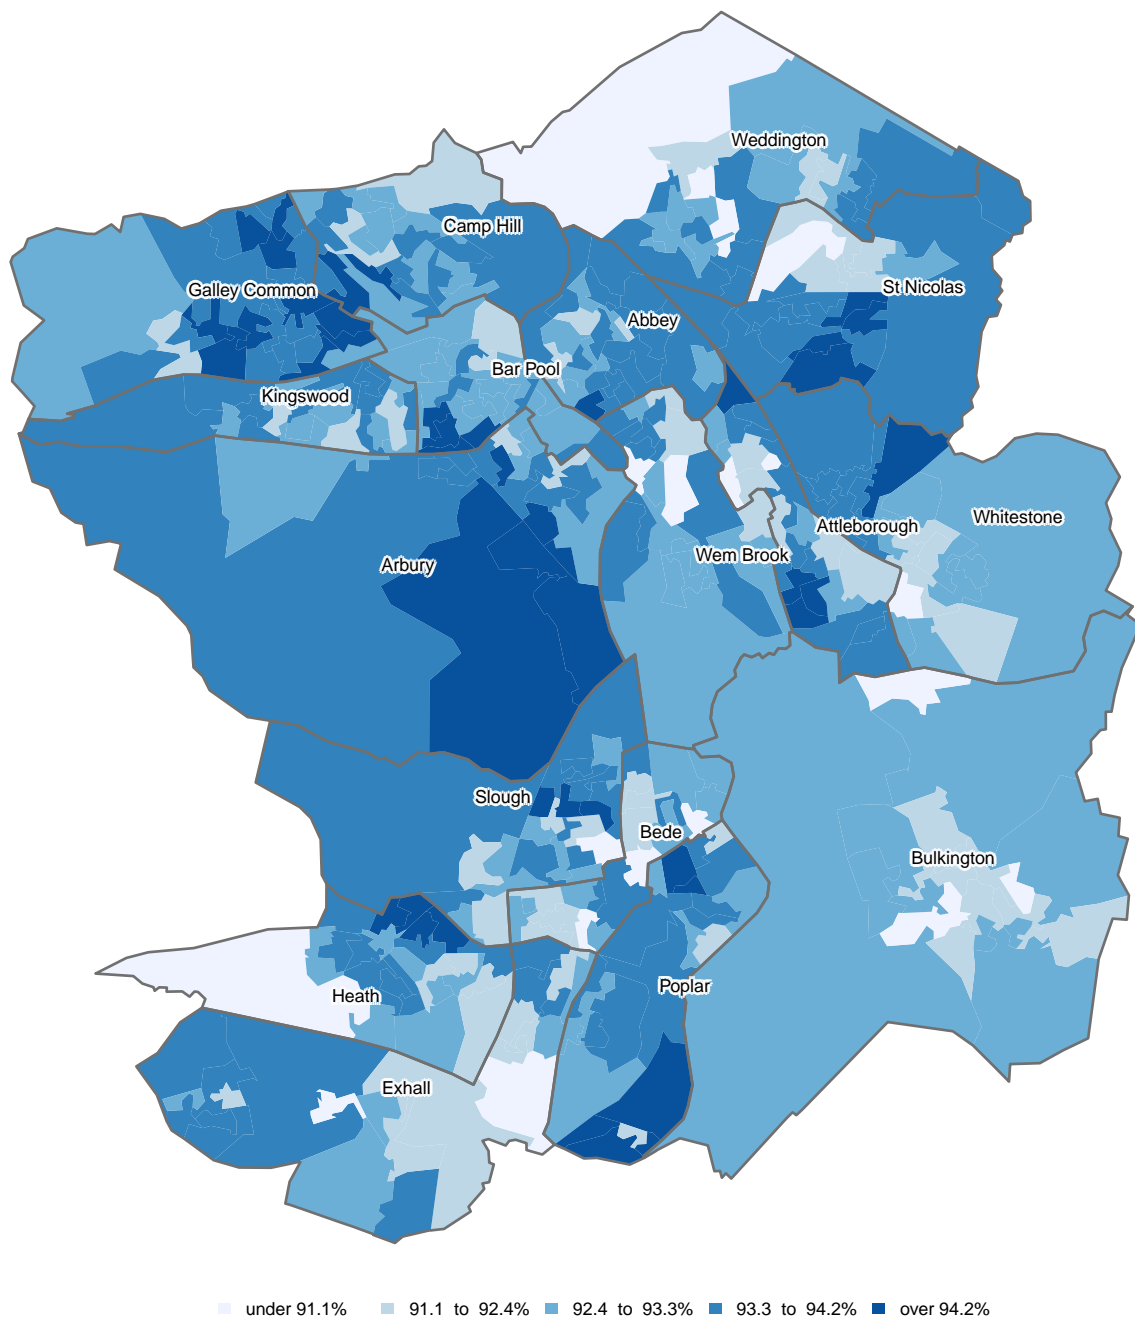 Weddington
Camp Hill
Galley Common
St Nicolas
Abbey
Bar Pool
Kingswood
Whitestone
Attleborough
Wem Brook
Arbury
Slough
Bede
Bulkington
Poplar
Heath
Exhall
under 91.1% 91.1 to 92.4% 92.4 to 93.3% 93.3 to 94.2% over 94.2%